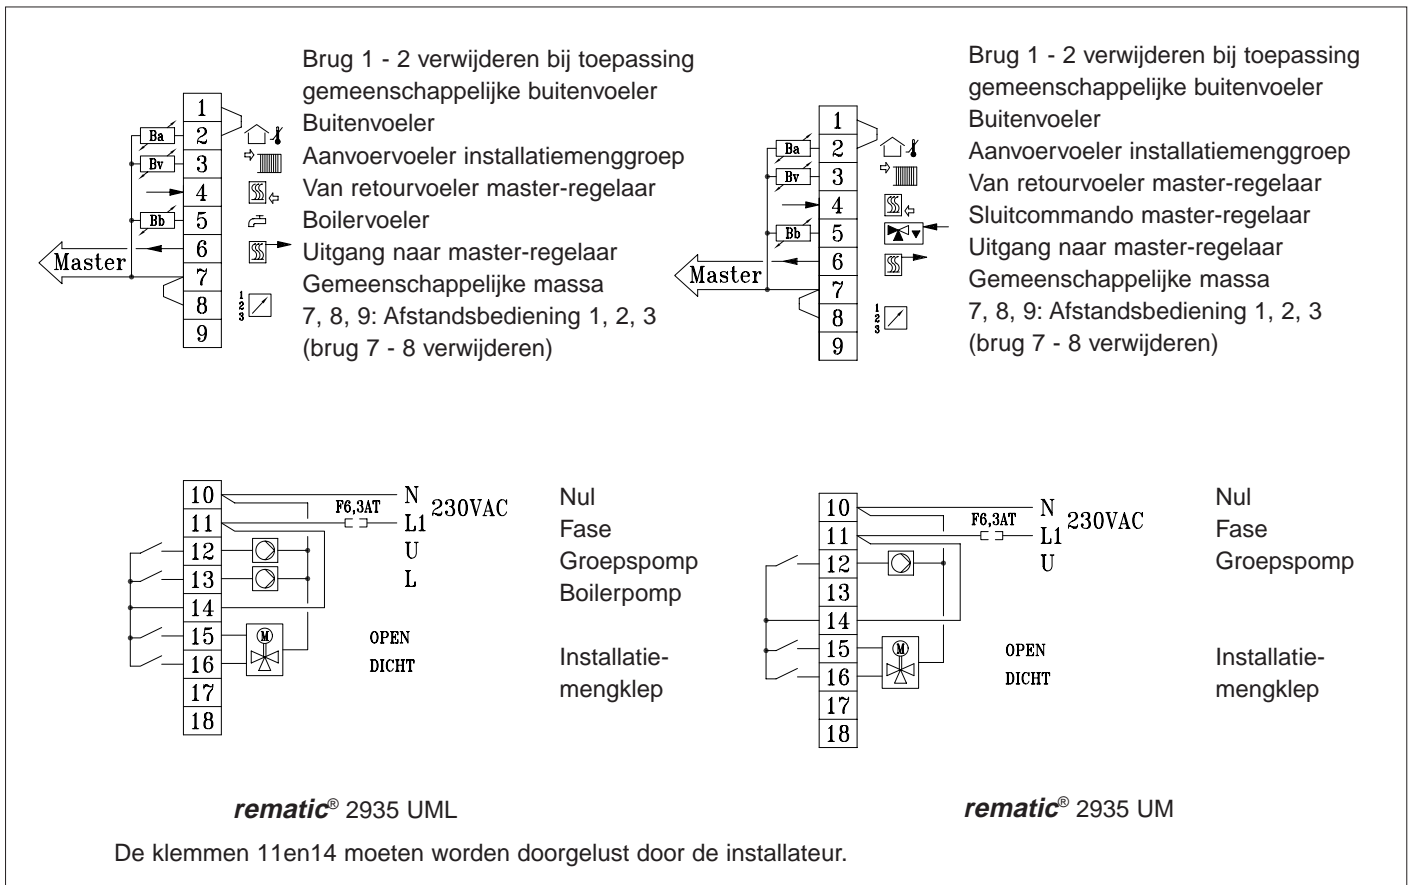 Brug 1 - 2 verwijderen bij toepassing
gemeenschappelijke buitenvoeler
Buitenvoeler
Aanvoervoeler installatiemenggroep
Van retourvoeler master-regelaar
Boilervoeler
Uitgang naar master-regelaar
Gemeenschappelijke massa
7, 8, 9: Afstandsbediening 1, 2, 3
(brug 7 - 8 verwijderen)
1
Ba 2
Bv 3
4
Bb 5
6
Master
7
8
1
2
3
9
Brug 1 - 2 verwijderen bij toepassing
gemeenschappelijke buitenvoeler
Buitenvoeler
Aanvoervoeler installatiemenggroep
Van retourvoeler master-regelaar
Sluitcommando master-regelaar
Uitgang naar master-regelaar
Gemeenschappelijke massa
7, 8, 9: Afstandsbediening 1, 2, 3
(brug 7 - 8 verwijderen)
1
Ba 2
Bv 3
4
Bb 5
6
Master
7
8
1
2
3
9
10 N 230VAC Nul
11 F6,3AT L1 Fase
12 U Groepspomp
13 L Boilerpomp
14
15 M OPEN
16 DICHT
Installatie-
mengklep
17
18
10 N 230VAC Nul
11 F6,3AT L1 Fase
12 U Groepspomp
13
14
15 M OPEN
16 DICHT
Installatie-
mengklep
17
18
rematic® 2935 UML
rematic® 2935 UM
De klemmen 11en14 moeten worden doorgelust door de installateur.